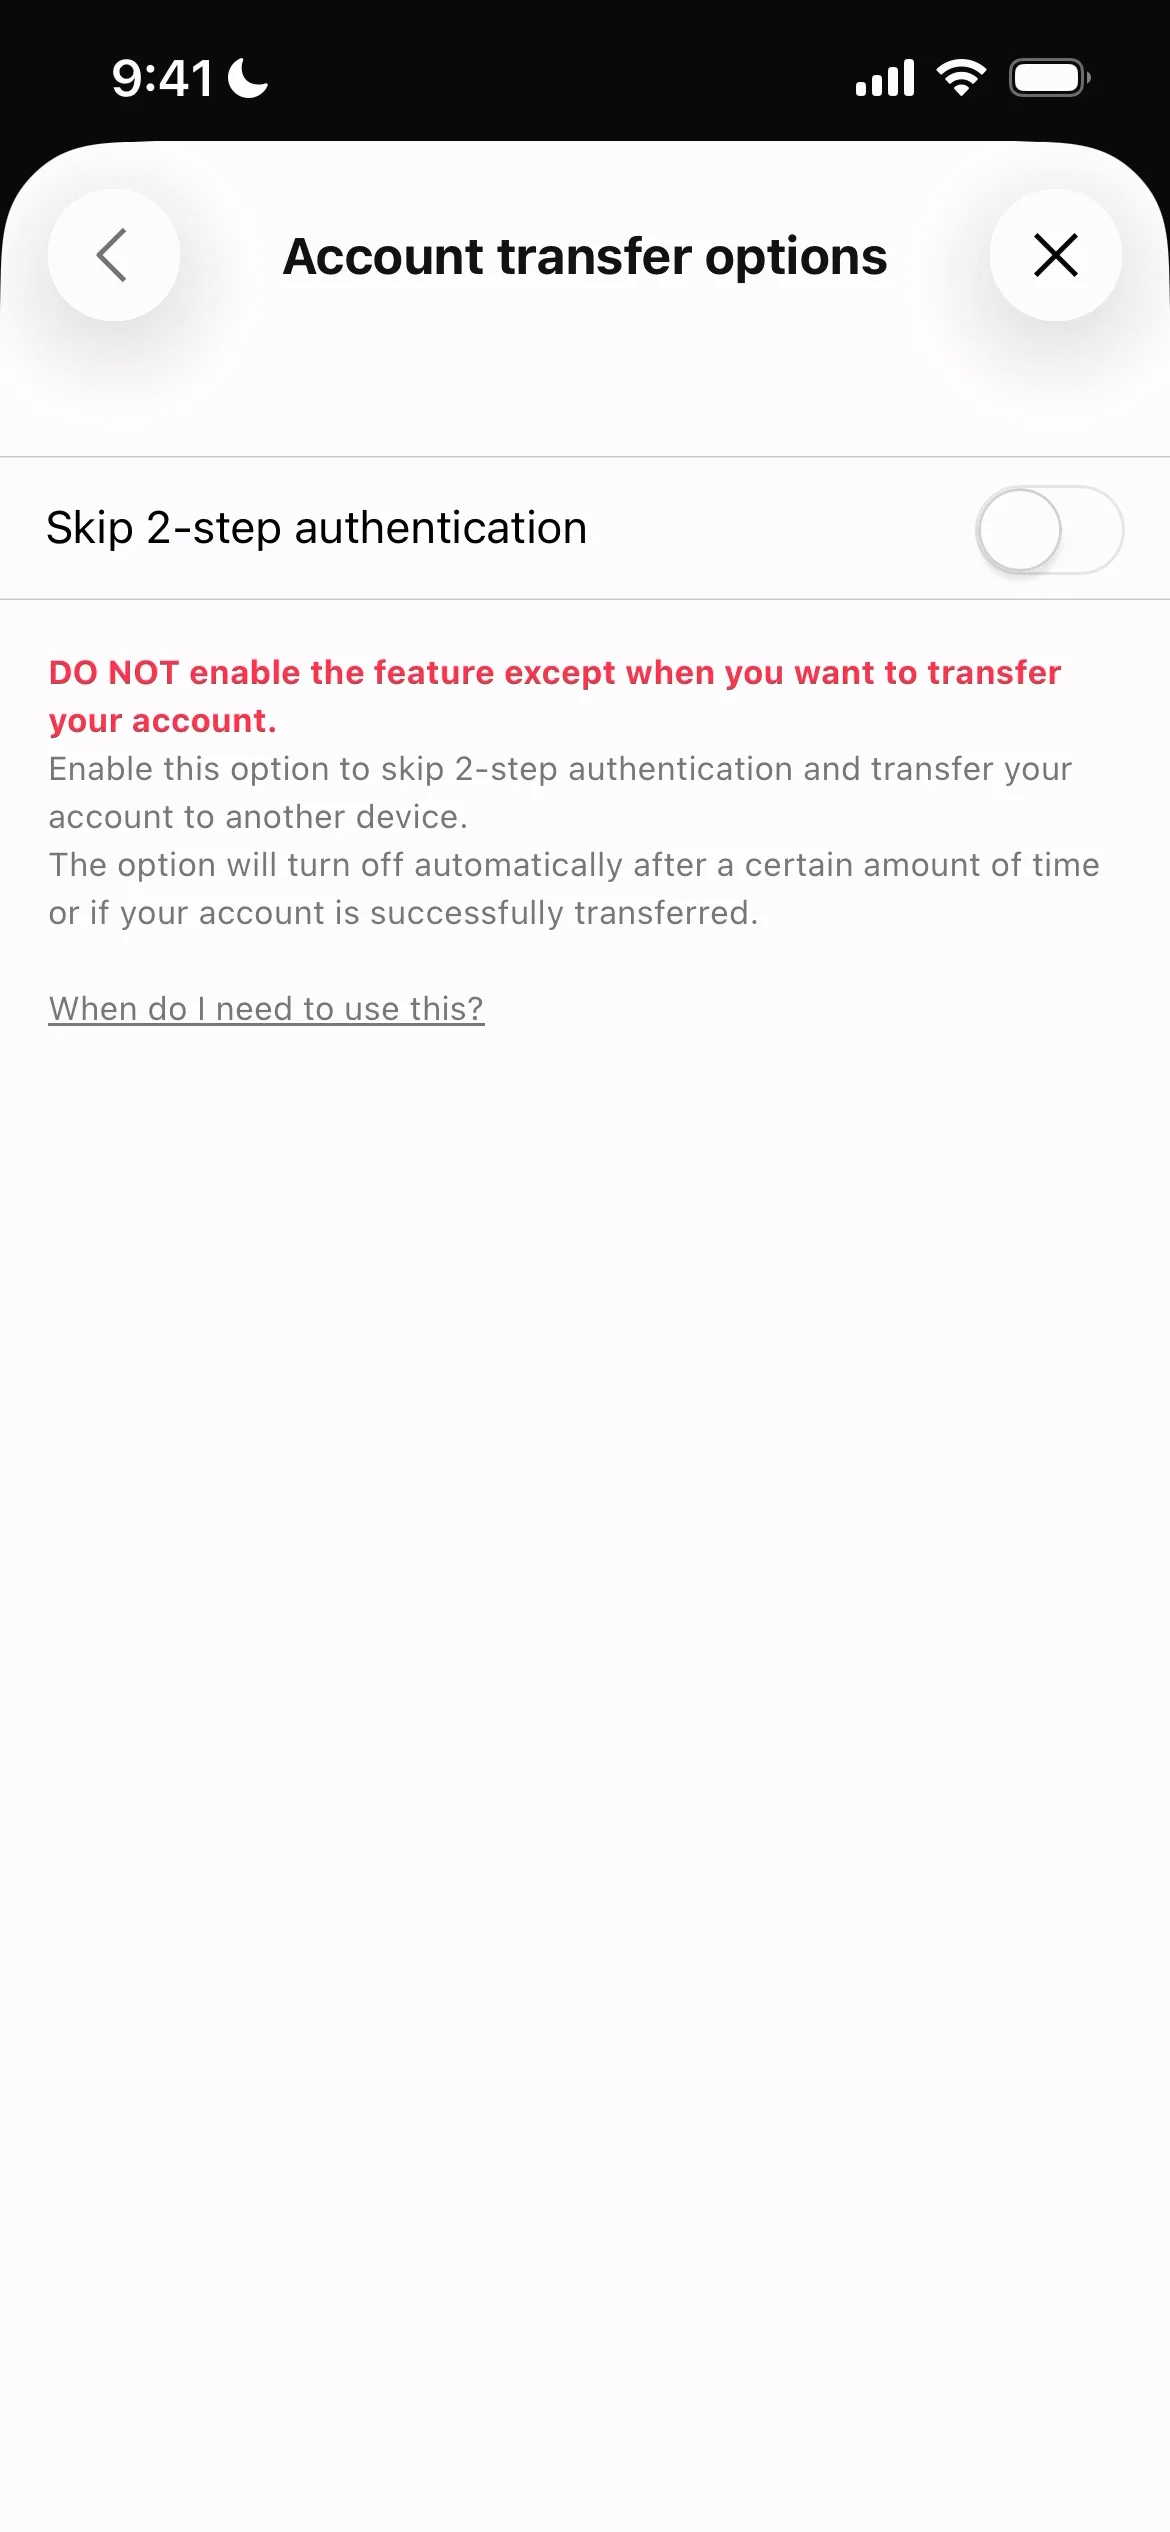 9:41
Account transfer options
Skip 2-step authentication
DO NOT enable the feature except when you want to transfer
your account.
Enable this option to skip 2-step authentication and transfer your
account to another device.
The option will turn off automatically after a certain amount of time
or if your account is successfully transferred.
When do I need to use this?